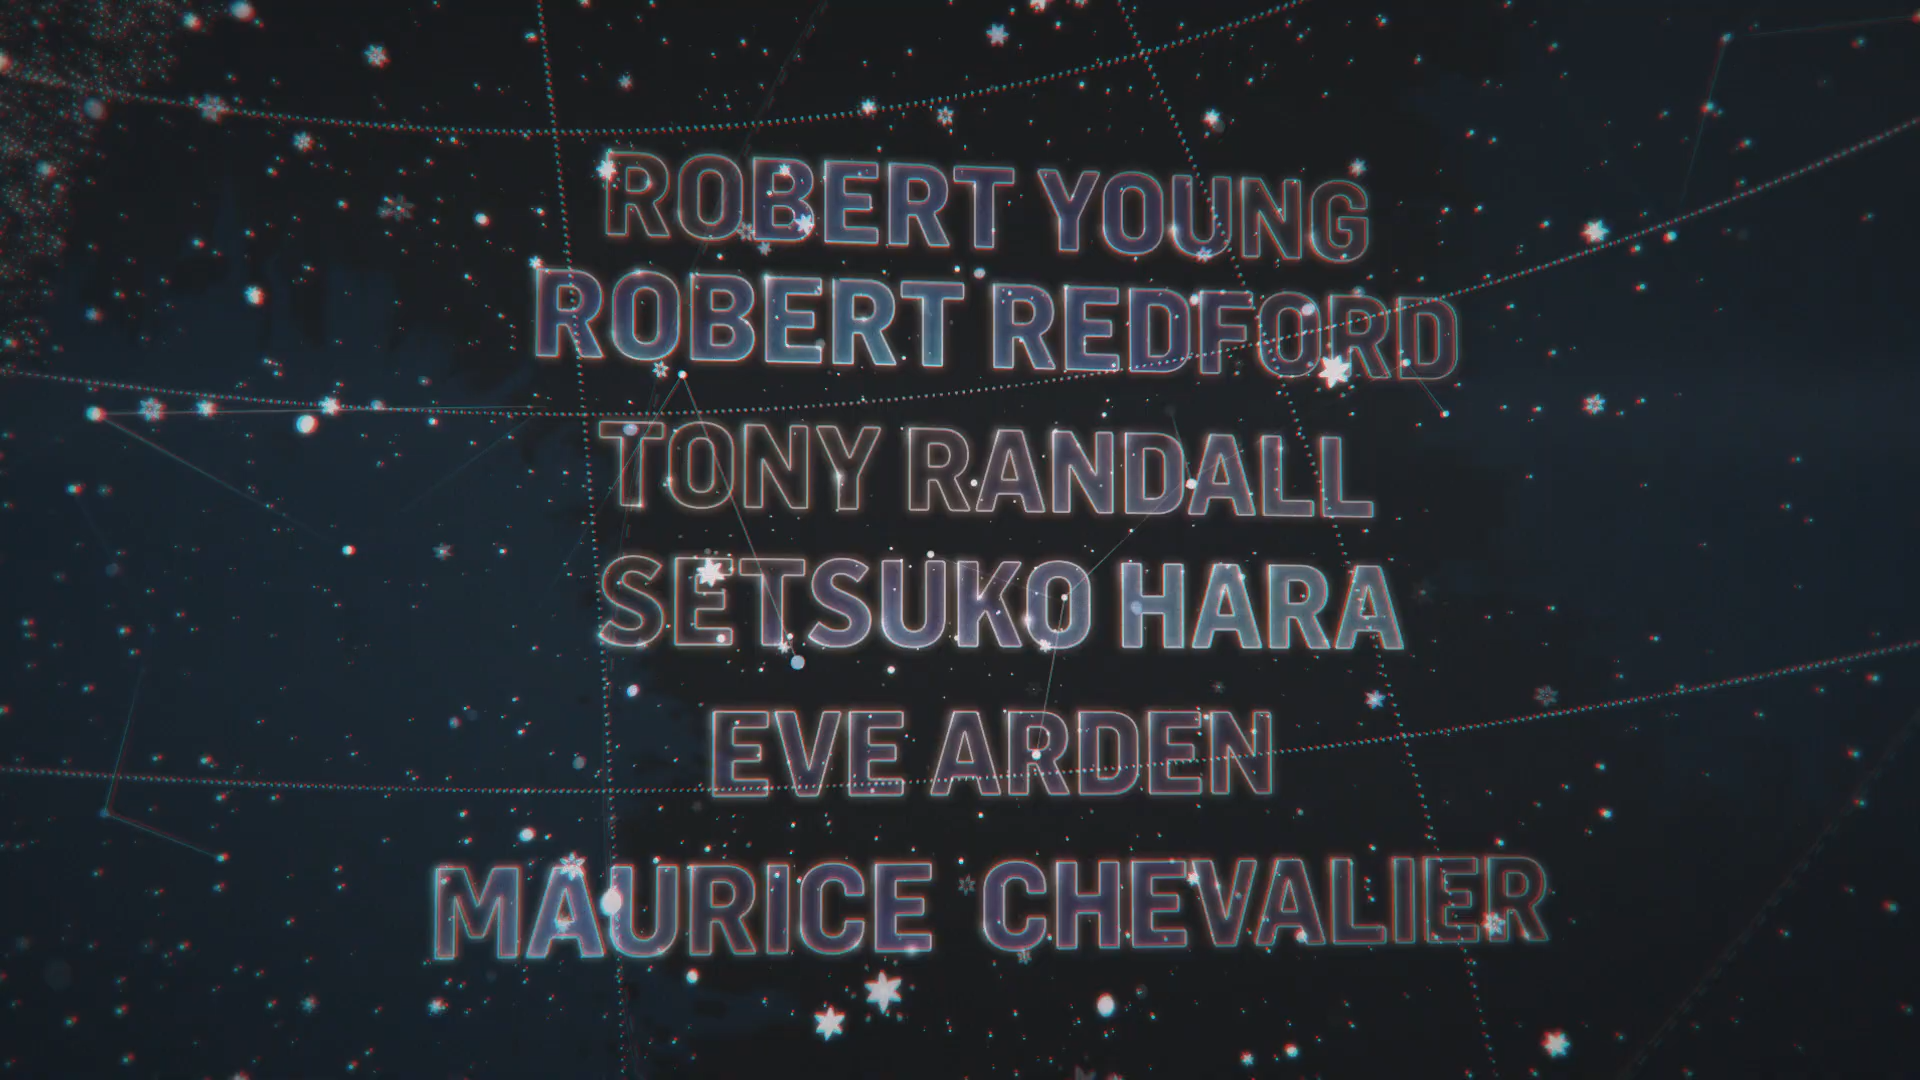 ROBERT YOUNG
ROBERT REDFORD
TONY RANDALL
SETSUKO HARA
EVE ARDEN
MAURICE CHEVALIER